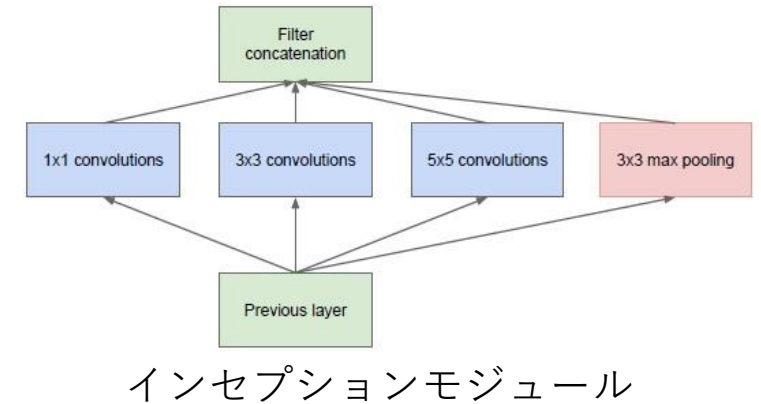 Filter
concatenation
1x1 convolutions
3x3 convolutions
5x5 convolutions
3x3 max pooling
Previous layer
インセプションモジュール